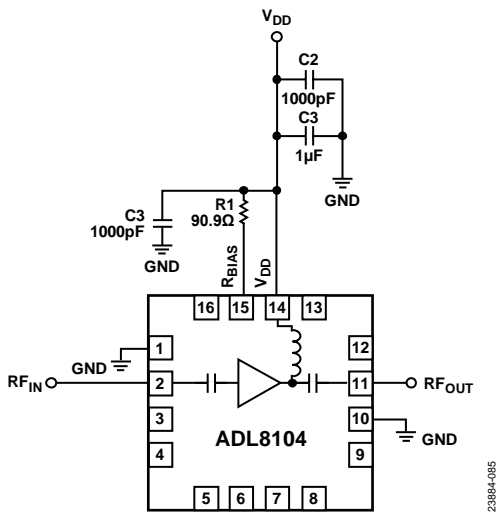 VDD
C2
1000pF
C3
1µF
GND
R1
90.9Ω
C3
1000pF
GND
RBIAS
VDD
16
15
14
13
1
GND
12
RFIN
2
11
RFOUT
3
10
GND
ADL8104
4
9
5
6
7
8
23884-085